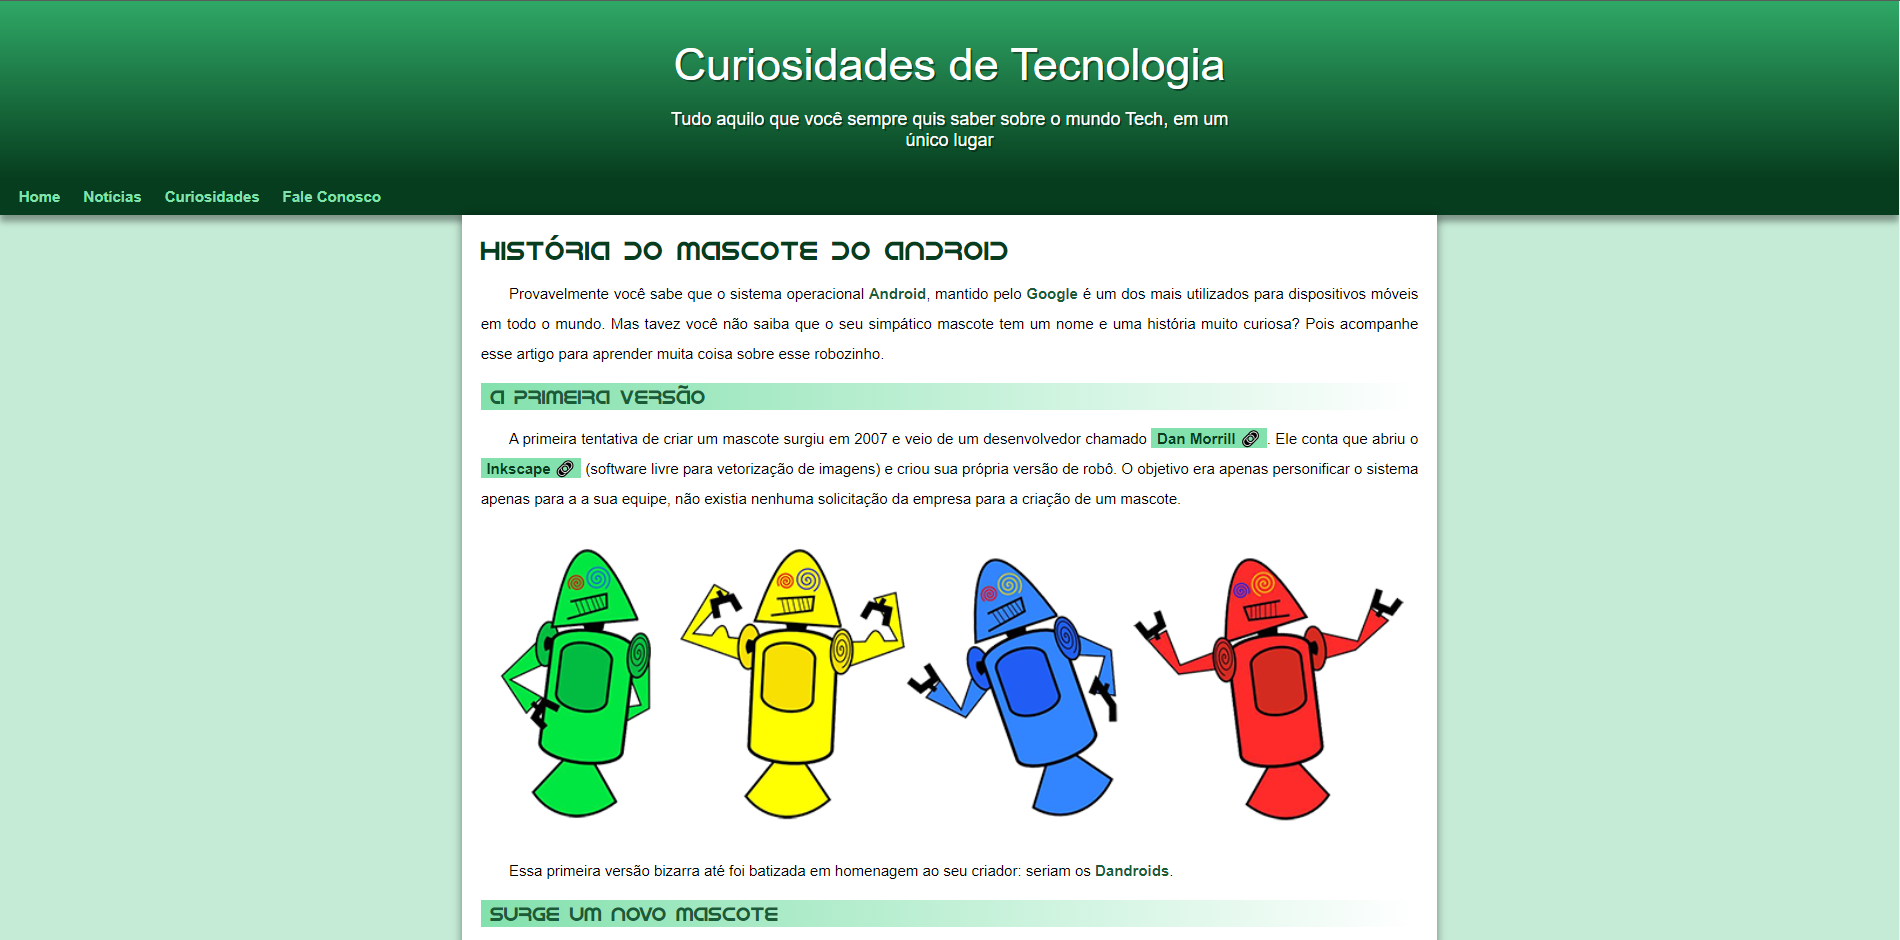 Curiosidades de Tecnologia
Tudo aquilo que você sempre quis saber sobre o mundo Tech, em um
único lugar
Home Notícias Curiosidades Fale Conosco
História do Mascote do Android
Provavelmente você sabe que o sistema operacional Android, mantido pelo Google é um dos mais utilizados para dispositivos móveis
em todo o mundo. Mas tavez você não saiba que o seu simpático mascote tem um nome e uma história muito curiosa? Pois acompanhe
esse artigo para aprender muita coisa sobre esse robozinho.
A primeira versão
A primeira tentativa de criar um mascote surgiu em 2007 e veio de um desenvolvedor chamado Dan Morrill. Ele conta que abriu o
Inkscape (software livre para vetorização de imagens) e criou sua própria versão de robô. O objetivo era apenas personificar o sistema
apenas para a a sua equipe, não existia nenhuma solicitação da empresa para a criação de um mascote.
Essa primeira versão bizarra até foi batizada em homenagem ao seu criador: seriam os Dandroids.
Surge um novo mascote